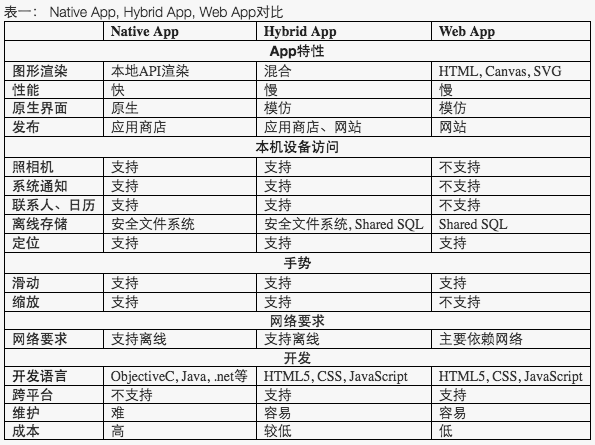 表一： Native App, Hybrid App, Web App对比
Native App Hybrid App Web App
App特性
图形渲染 本地API渲染 混合 HTML, Canvas, SVG
性能 快 慢 慢
原生界面 原生 模仿 模仿
发布 应用商店 应用商店、网站 网站
本机设备访问
照相机 支持 支持 不支持
系统通知 支持 支持 不支持
联系人、日历 支持 支持 不支持
离线存储 安全文件系统 安全文件系统, Shared SQL Shared SQL
定位 支持 支持 支持
手势
滑动 支持 支持 支持
缩放 支持 支持 不支持
网络要求
网络要求 支持离线 支持离线 主要依赖网络
开发
开发语言 ObjectiveC, Java, .net等 HTML5, CSS, JavaScript HTML5, CSS, JavaScript
跨平台 不支持 支持 支持
维护 难 容易 容易
成本 高 较低 低